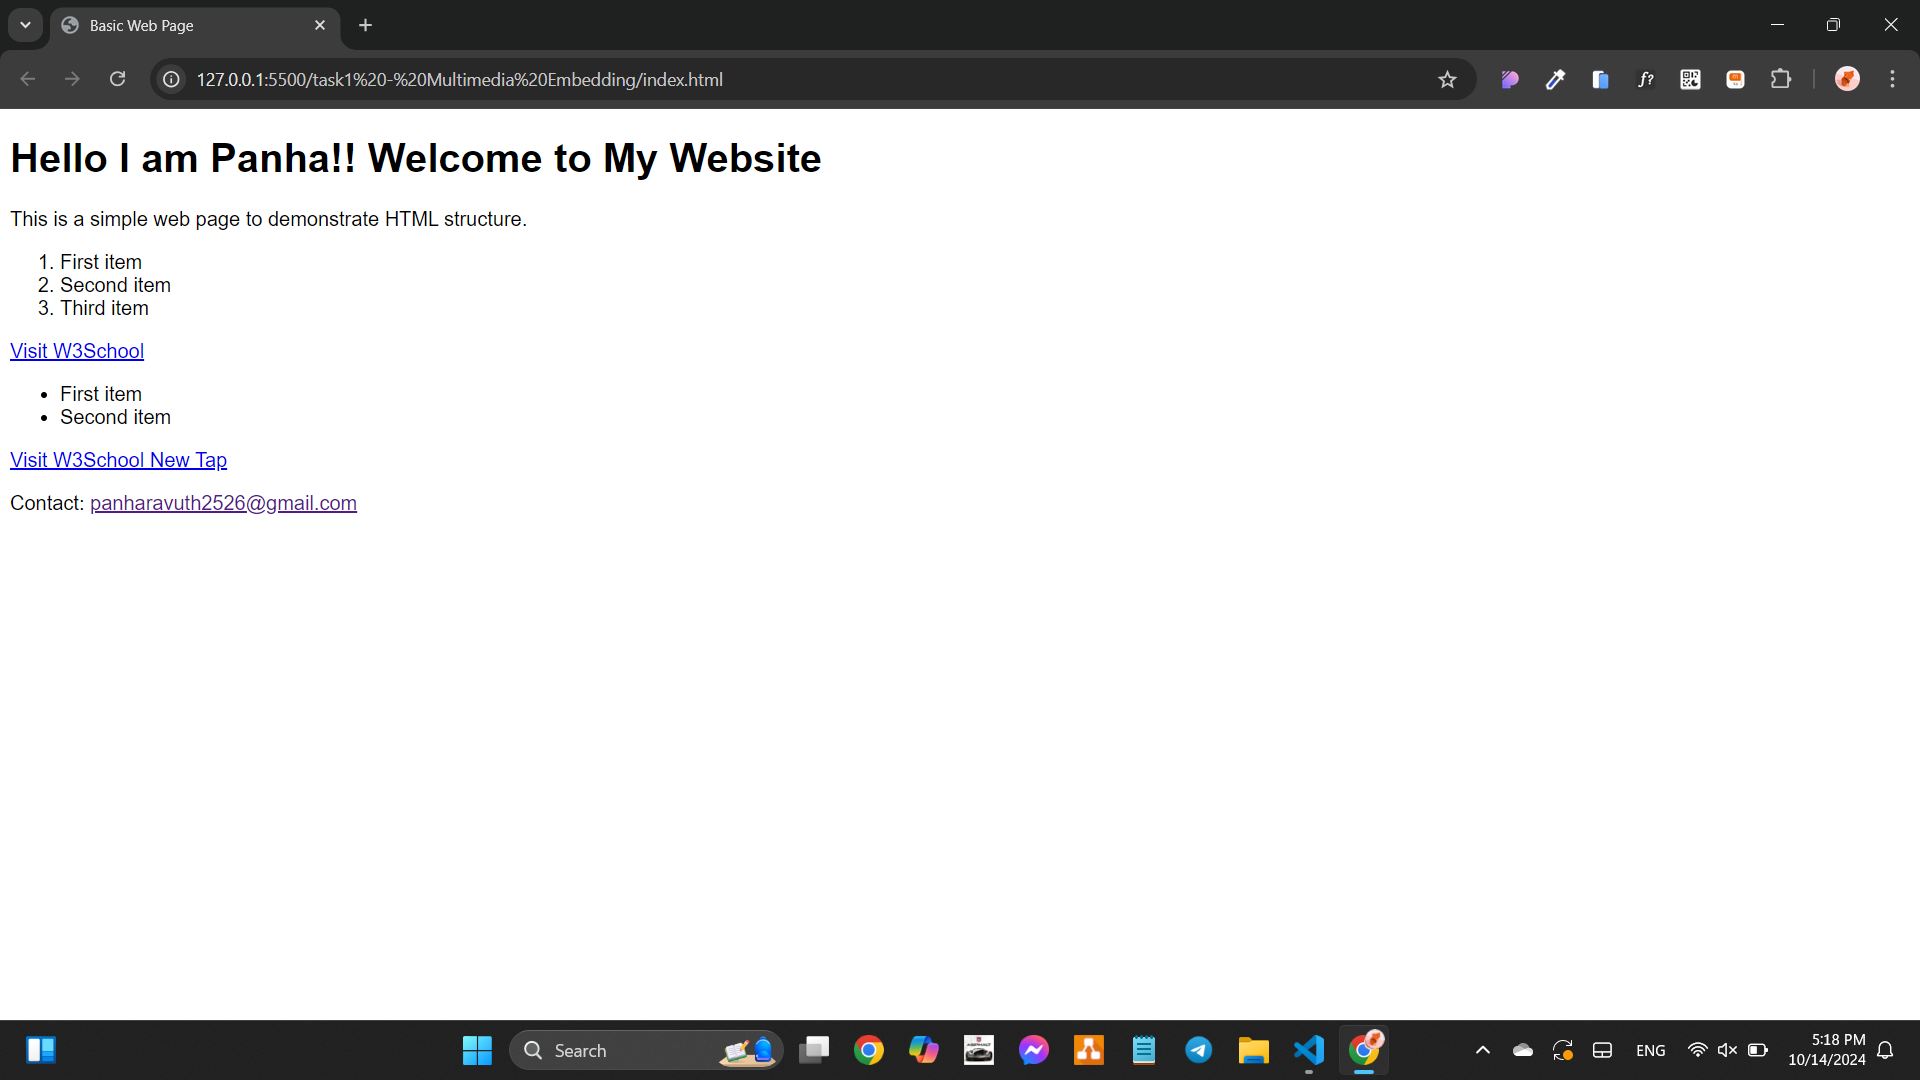 Basic Web Page
127.0.0.1:5500/task1%20-%20Multimedia%20Embedding/index.html
f?
Hello I am Panha!! Welcome to My Website
This is a simple web page to demonstrate HTML structure.
1. First item
2. Second item
3. Third item
Visit W3School
• First item
• Second item
Visit W3School New Tap
Contact: panharavuth2526@gmail.com
Search
ASPHALT
ENG
5:18 PM
10/14/2024